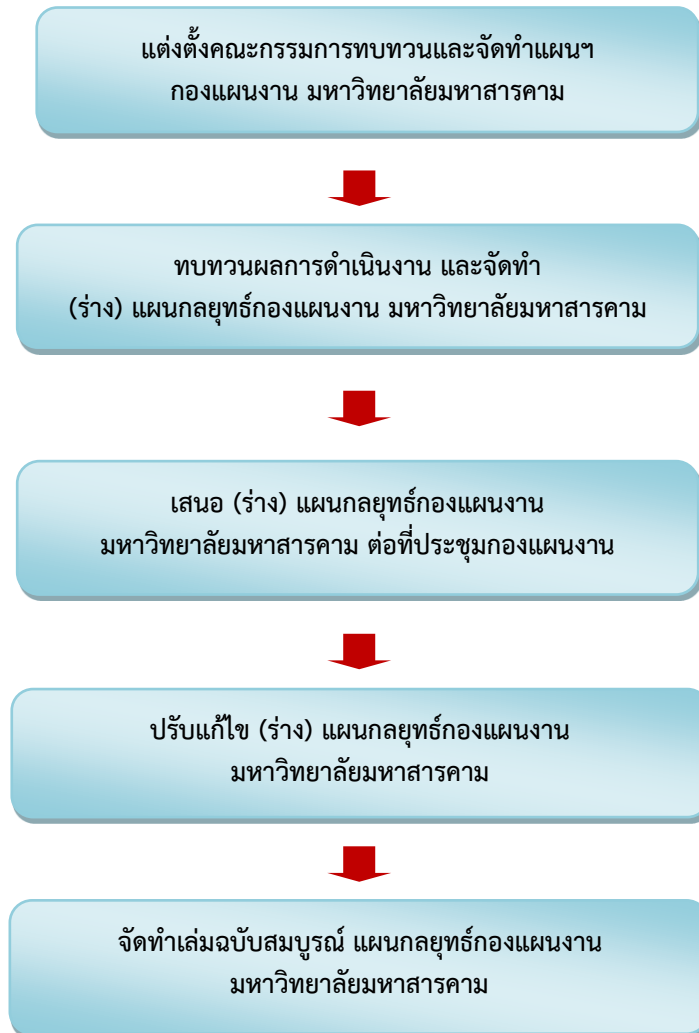 แต่งตั้งคณะกรรมการทบทวนและจัดทำแผนฯ
กองแผนงาน มหาวิทยาลัยมหาสารคาม
ทบทวนผลการดำเนินงาน และจัดทำ
(ร่าง) แผนกลยุทธ์กองแผนงาน มหาวิทยาลัยมหาสารคาม
เสนอ (ร่าง) แผนกลยุทธ์กองแผนงาน
มหาวิทยาลัยมหาสารคาม ต่อที่ประชุมกองแผนงาน
ปรับแก้ไข (ร่าง) แผนกลยุทธ์กองแผนงาน
มหาวิทยาลัยมหาสารคาม
จัดทำเล่มฉบับสมบูรณ์ แผนกลยุทธ์กองแผนงาน
มหาวิทยาลัยมหาสารคาม